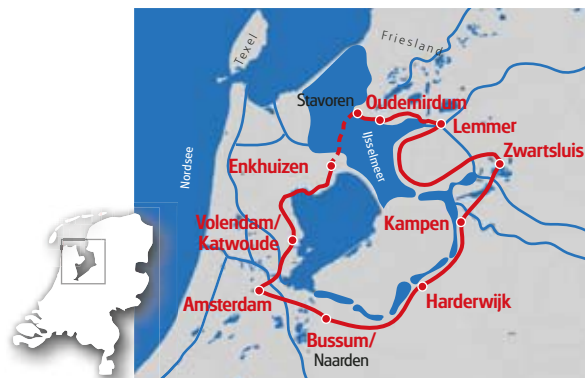 Texel
Friesland
Stavoren
Oudemirdum
Lemmer
IJsselmeer
Zwartsluis
Nordsee
Enkhuizen
Volendam/
Katwoude
Kampen
Amsterdam
Harderwijk
Bussum/
Naarden